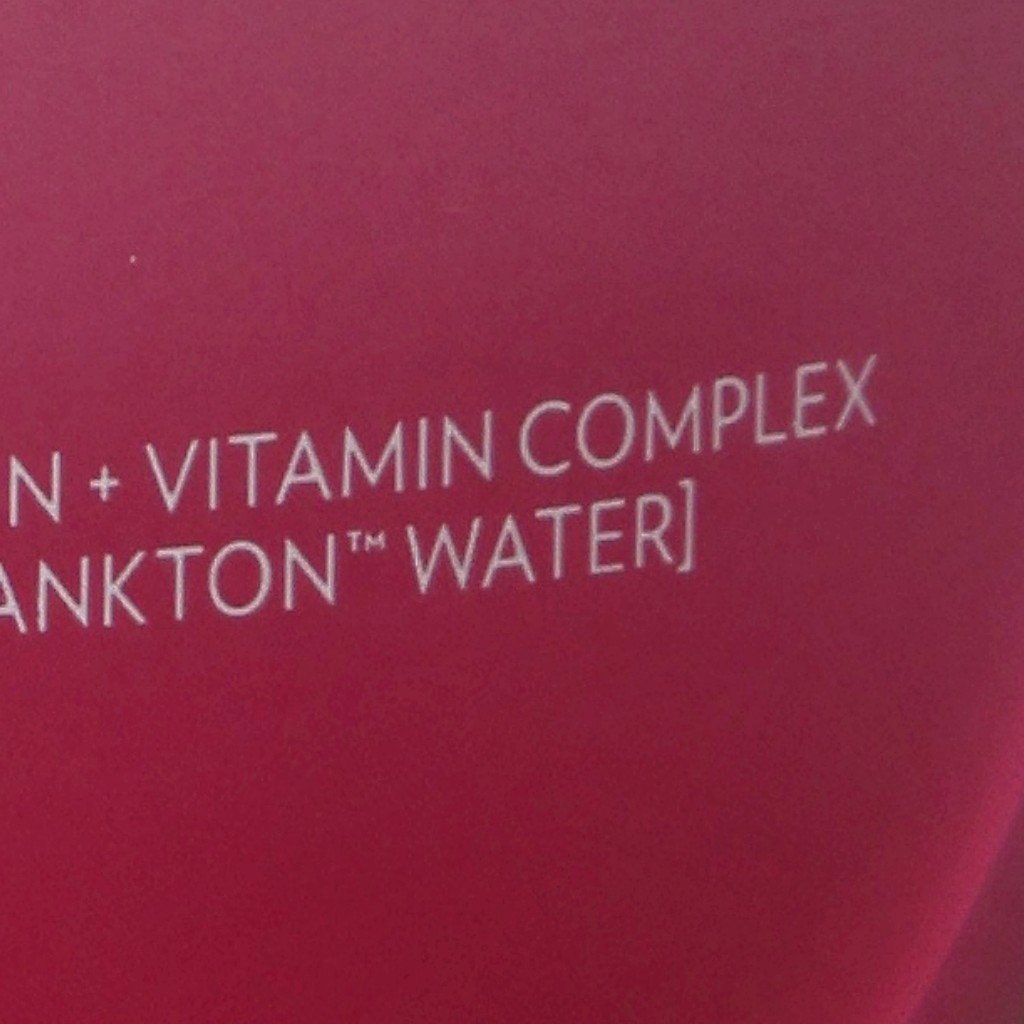 N + VITAMIN COMPLEX
ANKTON™ WATER]